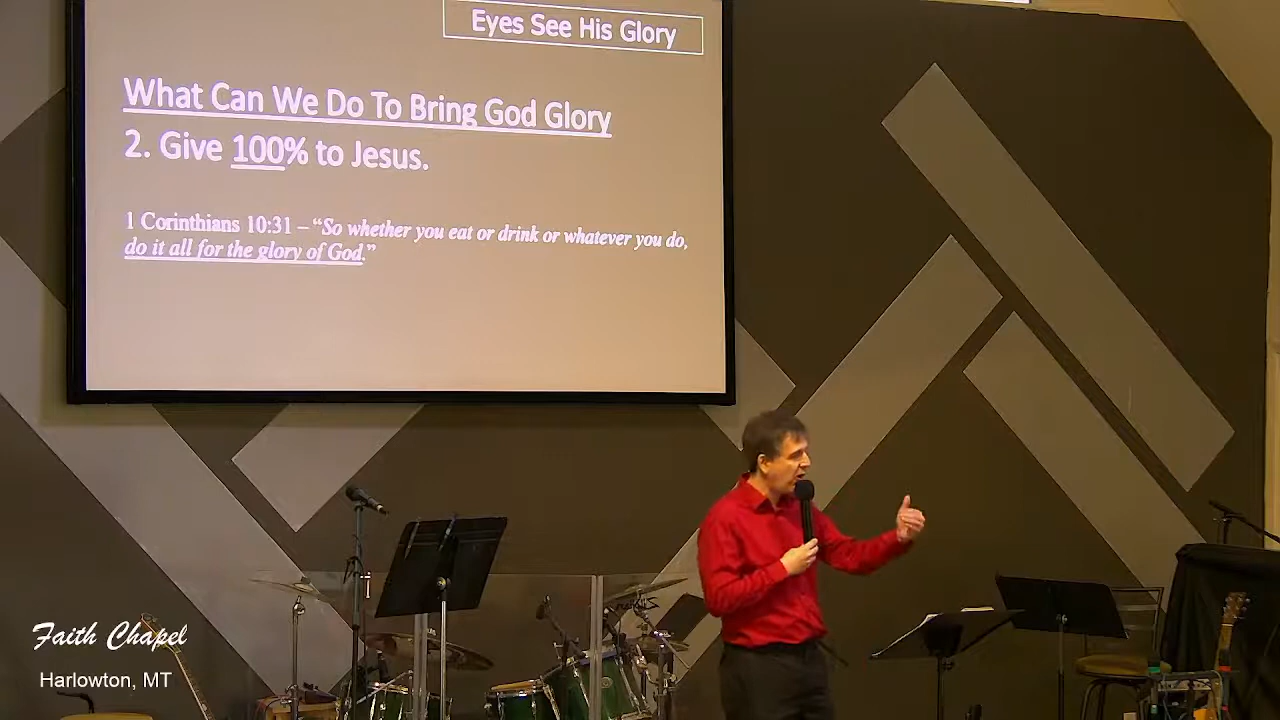 Eyes See His Glory
What Can We Do To Bring God Glory
2. Give 100% to Jesus.
1 Corinthians 10:31 – “So whether you eat or drink or whatever you do,
do it all for the glory of God.”
Faith Chapel
Harlowton, MT